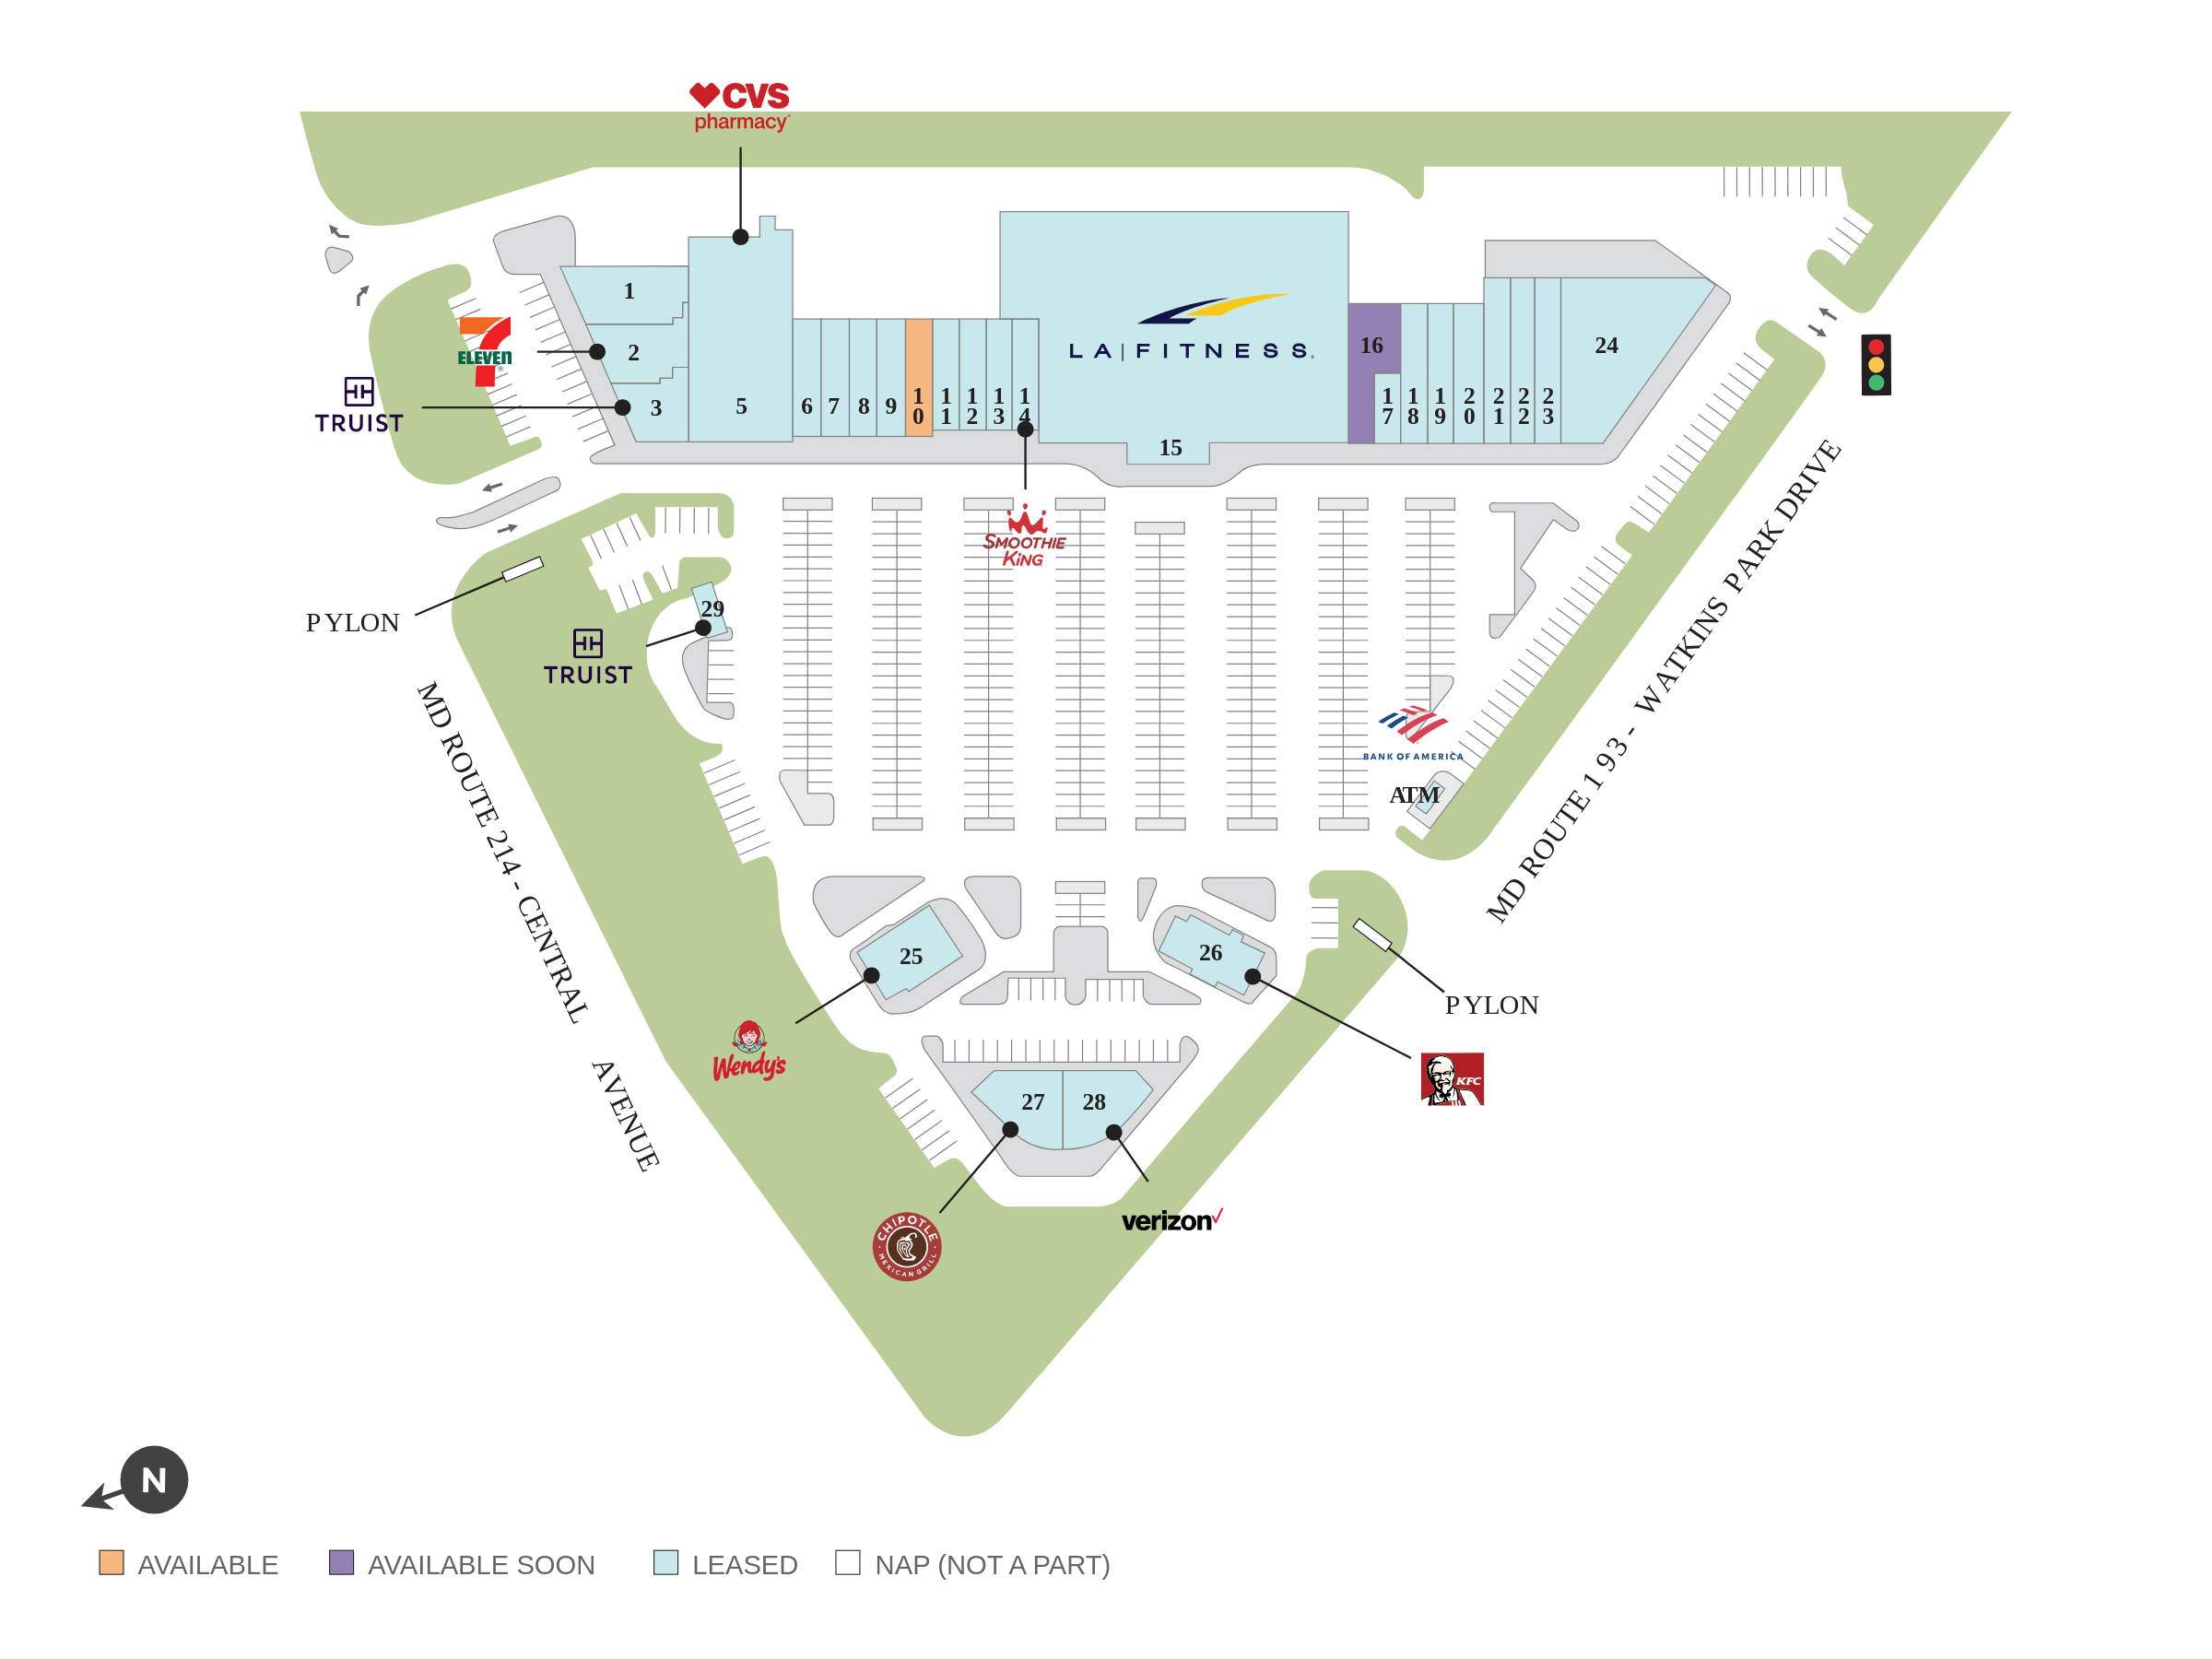 CVS
pharmacy
1
2
3
5
6
7
8
9
10
11
12
13
14
LA|FITNESS.
15
16
17
18
19
20
21
22
23
24
7
ELEVEN
TRUIST
SMOOTHIE
KING
PYLON
29
TRUIST
BANK OF AMERICA
ATM
MD ROUTE 193 - WATKINS PARK DRIVE
MD ROUTE 214 - CENTRAL AVENUE
25
26
PYLON
Wendy's
KFC
27
28
CHIPOTLE
MEXICAN GRILL
verizon
N
AVAILABLE
AVAILABLE SOON
LEASED
NAP (NOT A PART)